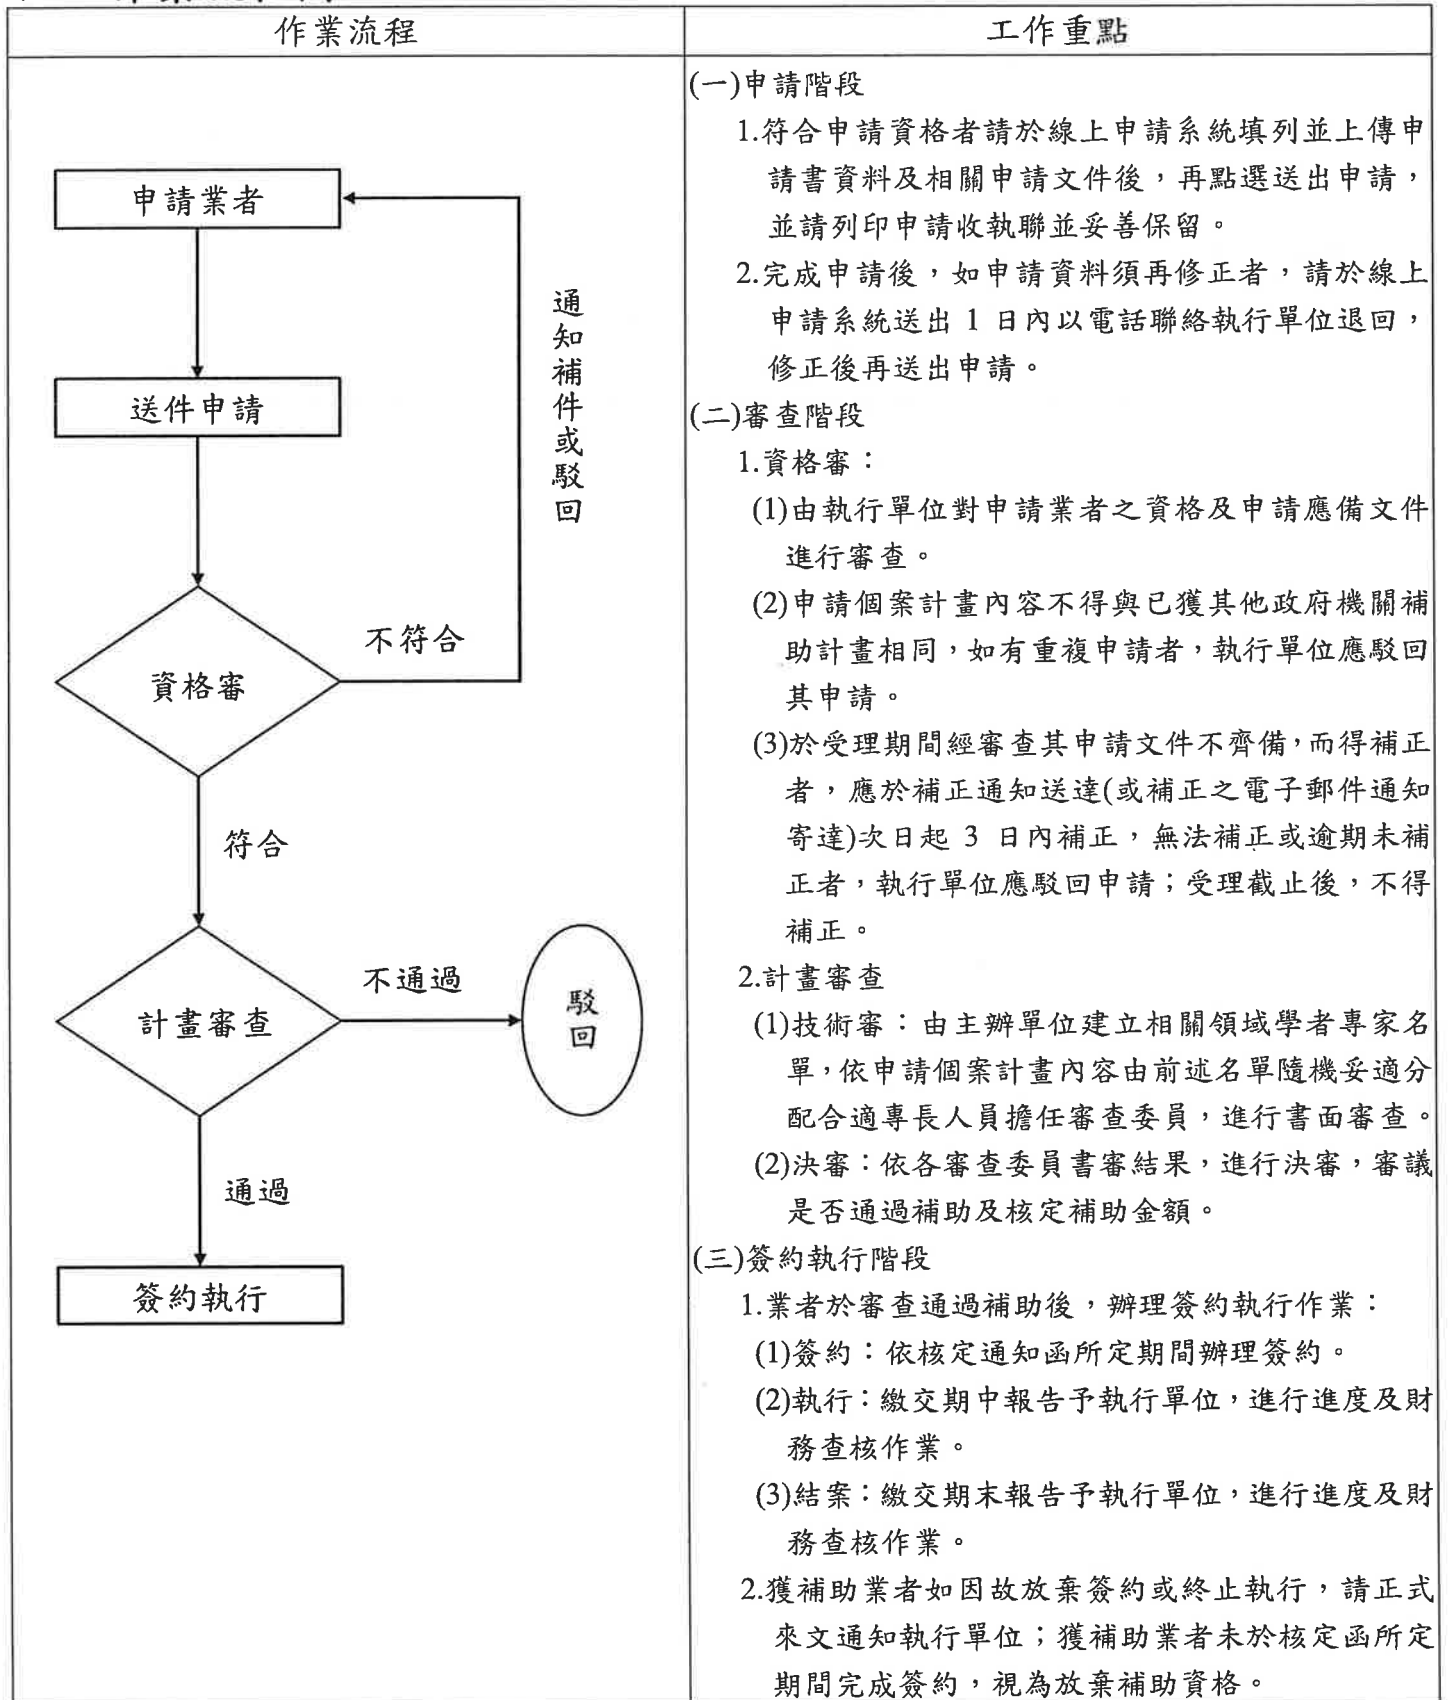 作業流程
工作重點
申請業者
送件申請
通知補件或駁回
不符合
資格審
符合
不通過
計畫審查
駁回
通過
簽約執行
(一)申請階段
1.符合申請資格者請於線上申請系統填列並上傳申
請書資料及相關申請文件後，再點選送出申請，
並請列印申請收執聯並妥善保留。
2.完成申請後，如申請資料須再修正者，請於線上
申請系統送出 1 日內以電話聯絡執行單位退回，
修正後再送出申請。
(二)審查階段
1.資格審：
(1)由執行單位對申請業者之資格及申請應備文件
進行審查。
(2)申請個案計畫內容不得與已獲其他政府機關補
助計畫相同，如有重複申請者，執行單位應駁回
其申請。
(3)於受理期間經審查其申請文件不齊備，而得補正
者，應於補正通知送達(或補正之電子郵件通知
寄達)次日起 3 日內補正，無法補正或逾期未補
正者，執行單位應駁回申請；受理截止後，不得
補正。
2.計畫審查
(1)技術審：由主辦單位建立相關領域學者專家名
單，依申請個案計畫內容由前述名單隨機妥適分
配合適專長人員擔任審查委員，進行書面審查。
(2)決審：依各審查委員書審結果，進行決審，審議
是否通過補助及核定補助金額。
(三)簽約執行階段
1.業者於審查通過補助後，辦理簽約執行作業：
(1)簽約：依核定通知函所定期間辦理簽約。
(2)執行：繳交期中報告予執行單位，進行進度及財
務查核作業。
(3)結案：繳交期末報告予執行單位，進行進度及財
務查核作業。
2.獲補助業者如因故放棄簽約或終止執行，請正式
來文通知執行單位；獲補助業者未於核定函所定
期間完成簽約，視為放棄補助資格。